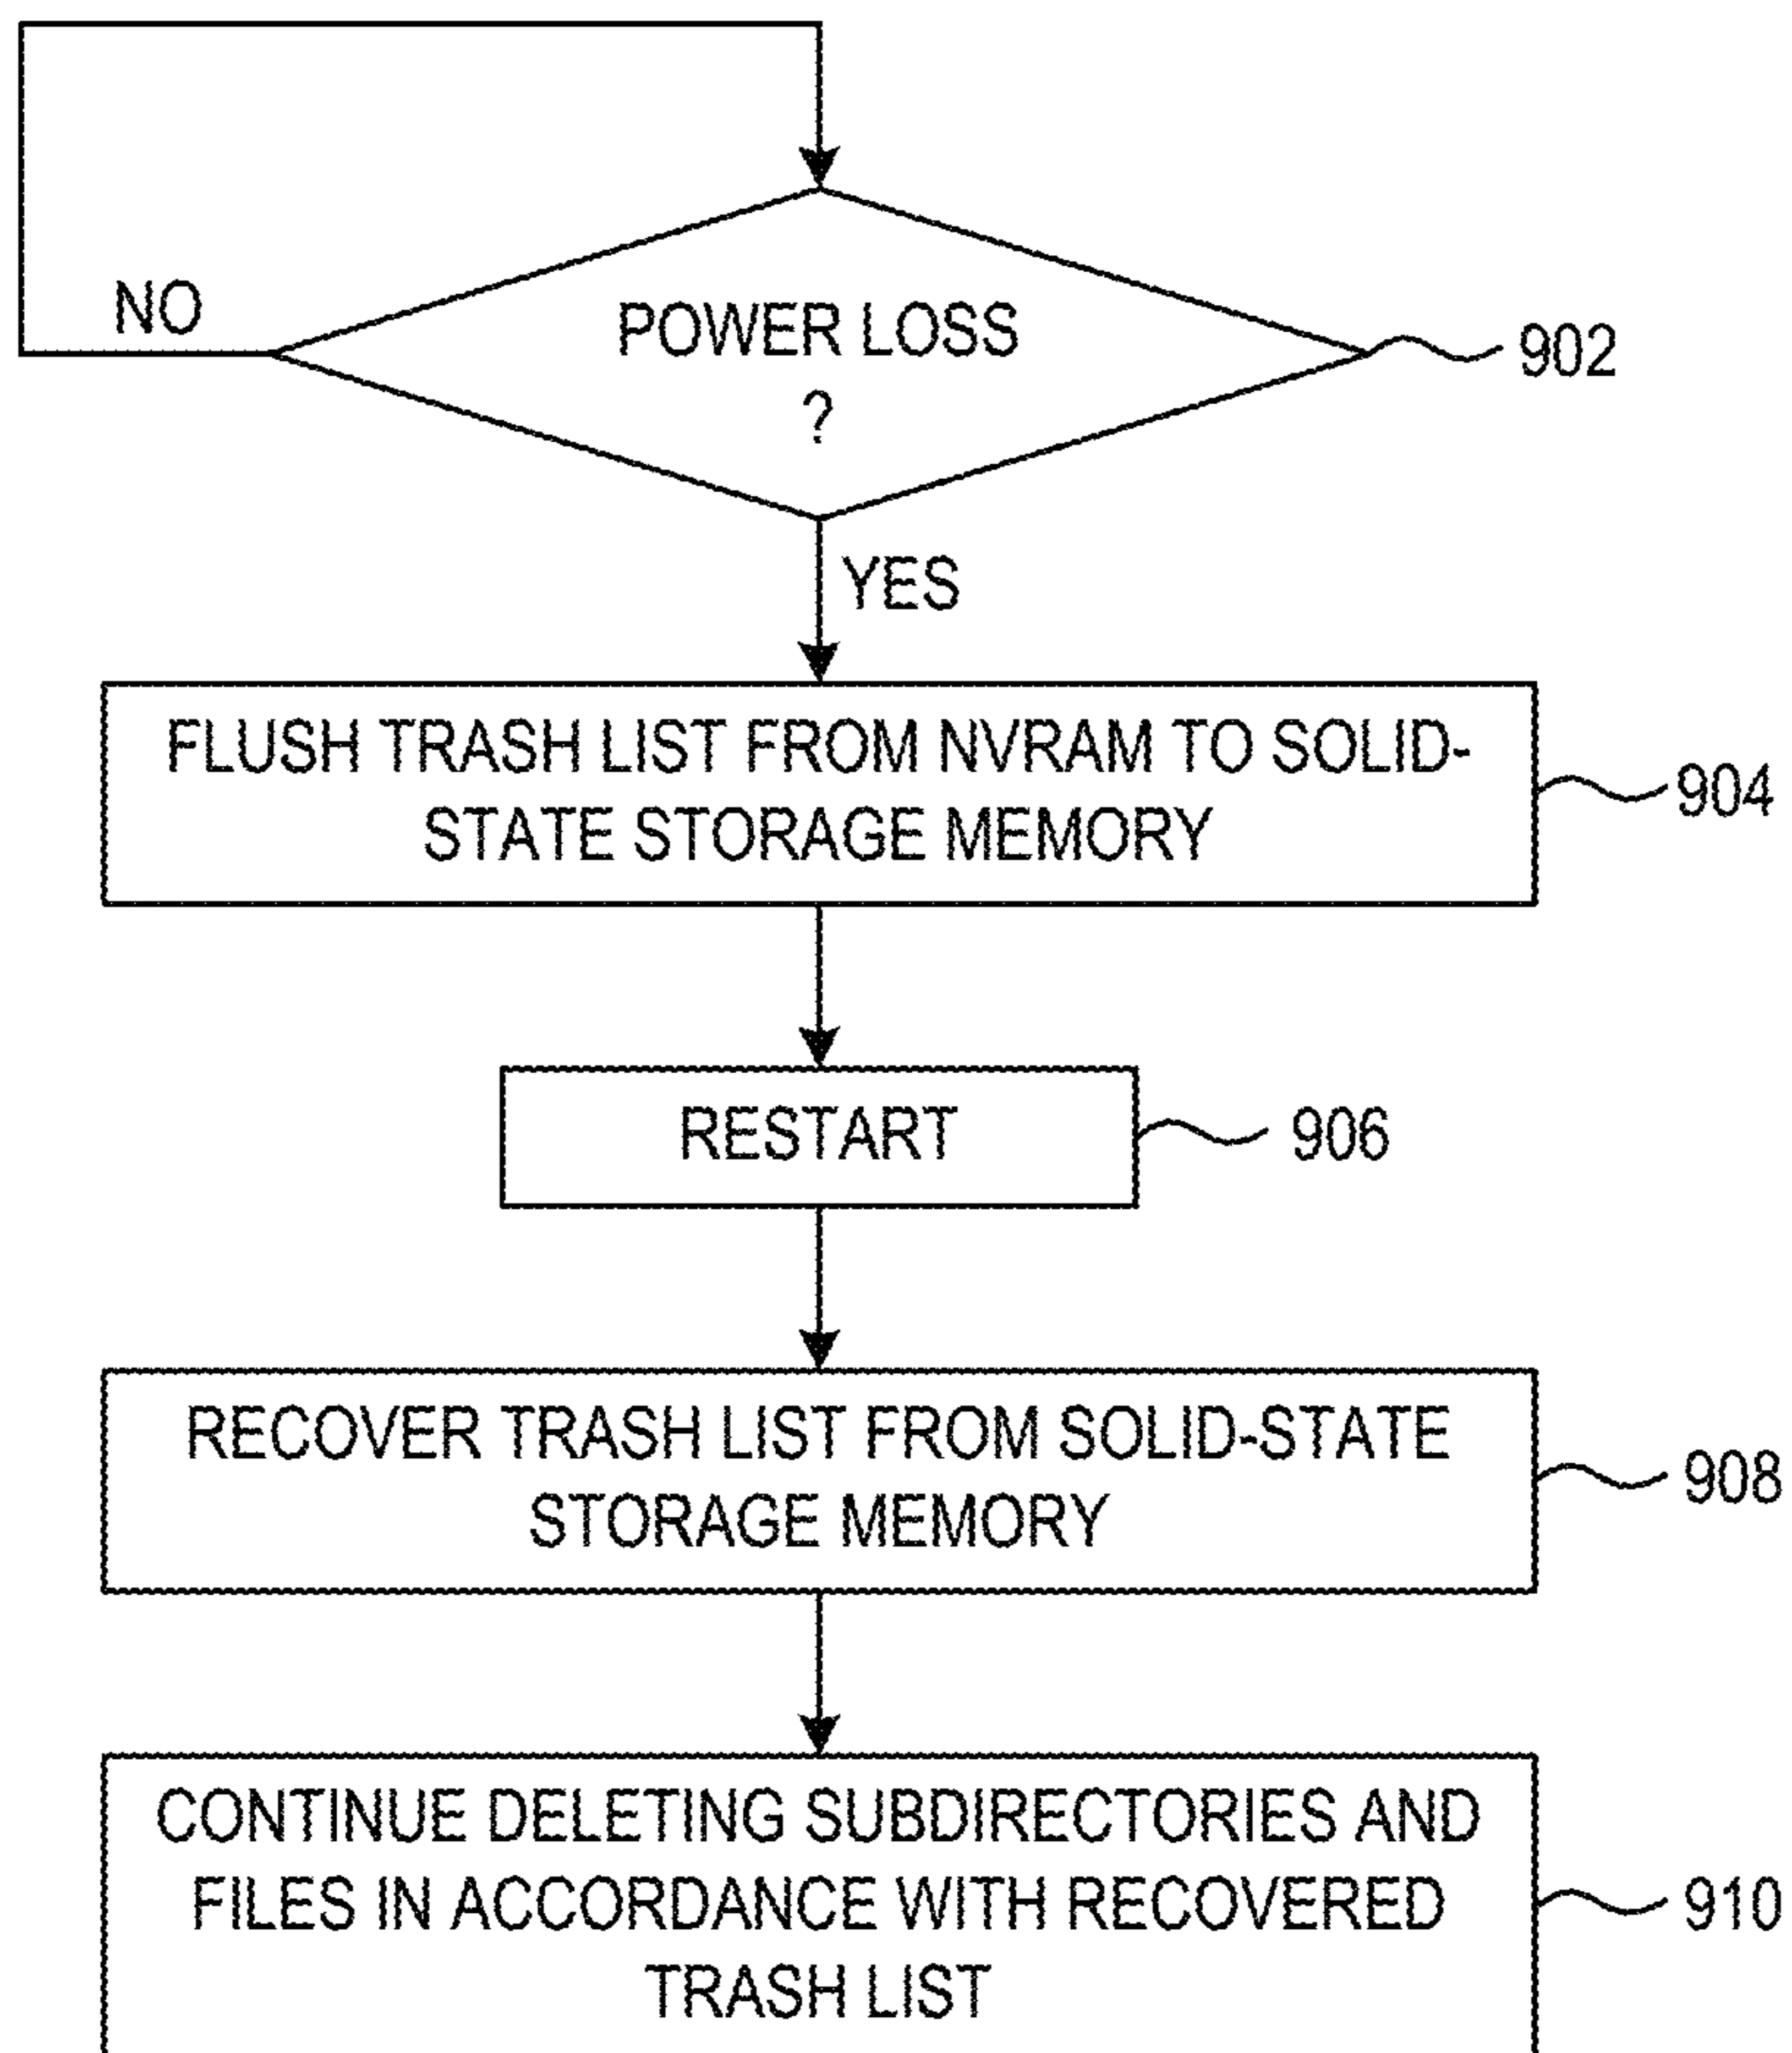 NO
POWER LOSS
?
902
YES
FLUSH TRASH LIST FROM NVRAM TO SOLID-
STATE STORAGE MEMORY
904
RESTART
906
RECOVER TRASH LIST FROM SOLID-STATE
STORAGE MEMORY
908
CONTINUE DELETING SUBDIRECTORIES AND
FILES IN ACCORDANCE WITH RECOVERED
TRASH LIST
910